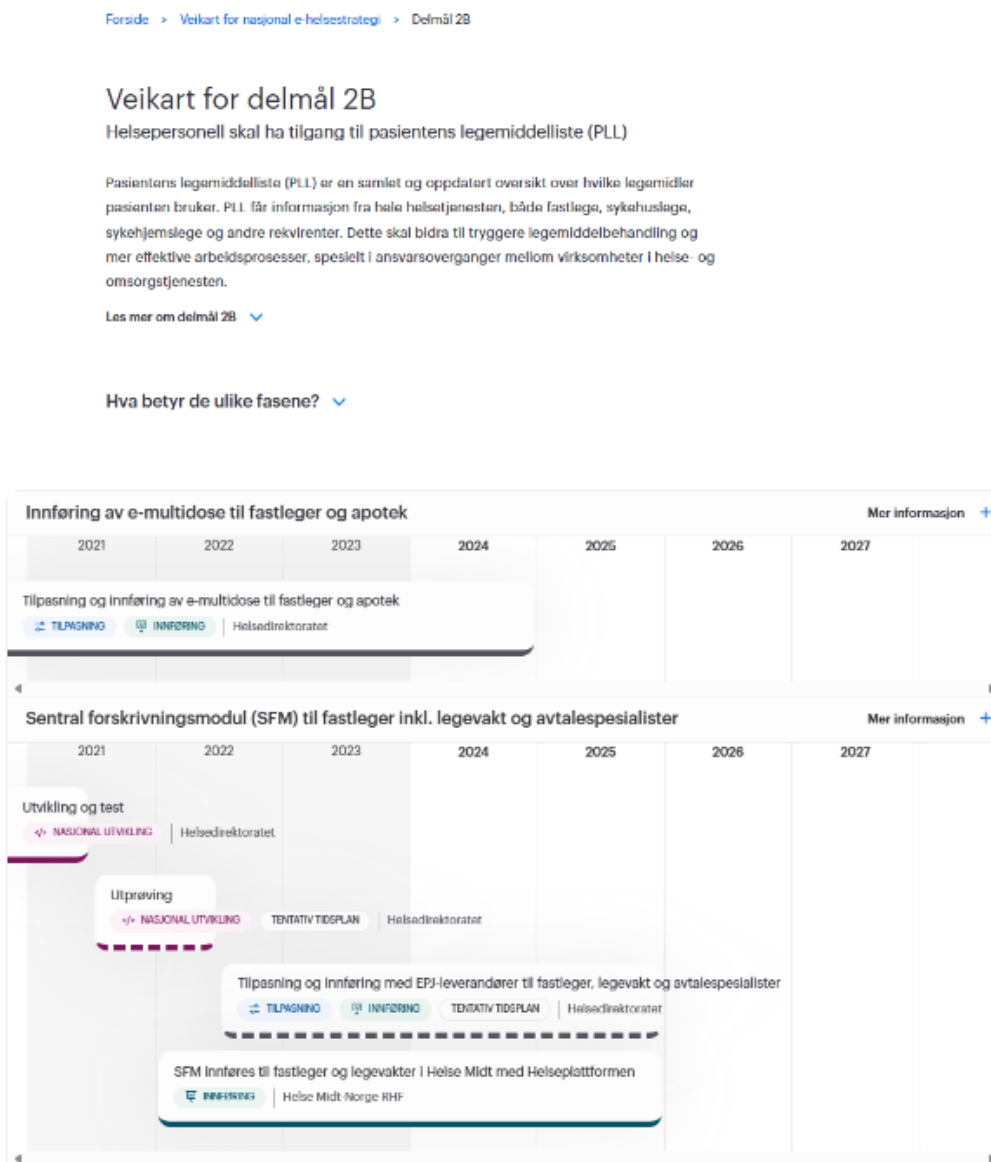 Forside > Veikart for nasjonal e-helsestrategi > Delmål 2B
Veikart for delmål 2B
Helsepersonell skal ha tilgang til pasientens legemiddelliste (PLL)
Pasientens legemiddelliste (PLL) er en samlet og oppdatert oversikt over hvilke legemidler
pasienten bruker. PLL får informasjon fra hele helsetjenesten, både fastlege, sykehuslege,
sykehjemslege og andre rekvirenter. Dette skal bidra til tryggere legemiddelbehandling og
mer effektive arbeidsprosesser, spesielt i ansvarsoverganger mellom virksomheter i helse- og
omsorgstjenesten.
Les mer om delmål 2B
Hva betyr de ulike fasene?
Innføring av e-multidose til fastleger og apotek Mer informasjon +
2021 2022 2023 2024 2025 2026 2027
Tilpasning og innføring av e-multidose til fastleger og apotek
TILPASNING INNFØRING | Helsedirektoratet
Sentral forskrivningsmodul (SFM) til fastleger inkl. legevakt og avtalespesialister Mer informasjon +
2021 2022 2023 2024 2025 2026 2027
Utvikling og test
</> NASJONAL UTVIKLING | Helsedirektoratet
Utprøving
</> NASJONAL UTVIKLING TENTATIV TIDSPLAN | Helsedirektoratet
Tilpasning og innføring med EPJ-leverandører til fastleger, legevakt og avtalespesialister
TILPASNING INNFØRING TENTATIV TIDSPLAN | Helsedirektoratet
SFM innføres til fastleger og legevakter i Helse Midt med Helseplattformen
INNFØRING | Helse Midt-Norge RHF